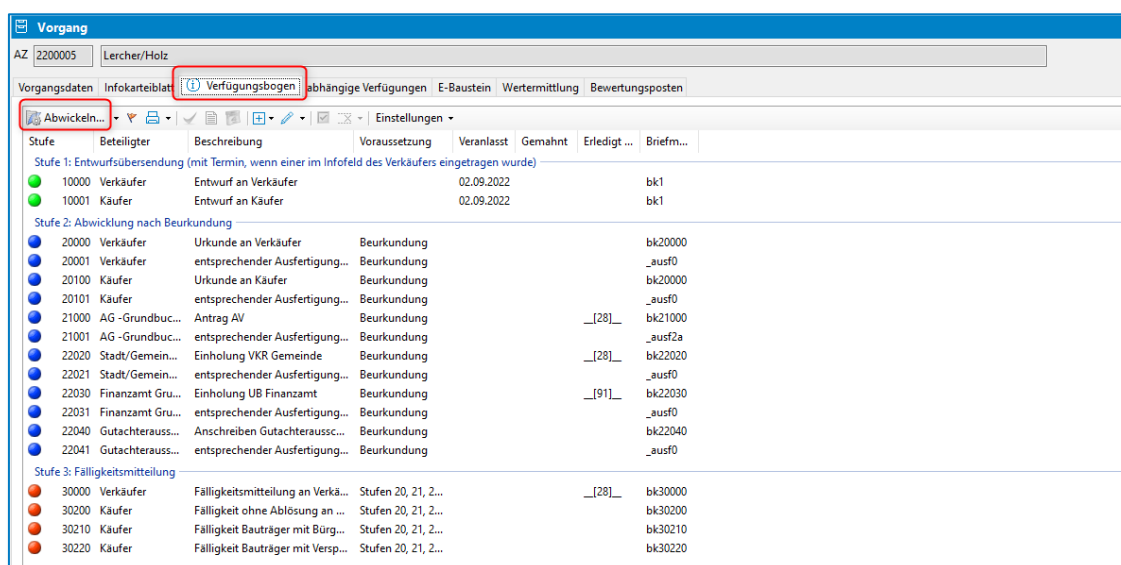 Vorgang
AZ 2200005 Lercher/Holz
Vorgangsdaten Infokarteiblatt Verfügungsbogen abhängige Verfügungen E-Baustein Wertermittlung Bewertungsposten
Abwickeln... Einstellungen
Stufe Beteiligter Beschreibung Voraussetzung Veranlasst Gemahnt Erledigt ... Briefm...
Stufe 1: Entwurfsübersendung (mit Termin, wenn einer im Infofeld des Verkäufers eingetragen wurde)
10000 Verkäufer Entwurf an Verkäufer 02.09.2022 bk1
10001 Käufer Entwurf an Käufer 02.09.2022 bk1
Stufe 2: Abwicklung nach Beurkundung
20000 Verkäufer Urkunde an Verkäufer Beurkundung bk20000
20001 Verkäufer entsprechender Ausfertigung... Beurkundung _ausf0
20100 Käufer Urkunde an Käufer Beurkundung bk20000
20101 Käufer entsprechender Ausfertigung... Beurkundung _ausf0
21000 AG -Grundbuc... Antrag AV Beurkundung __[28]__ bk21000
21001 AG -Grundbuc... entsprechender Ausfertigung... Beurkundung _ausf2a
22020 Stadt/Gemein... Einholung VKR Gemeinde Beurkundung __[28]__ bk22020
22021 Stadt/Gemein... entsprechender Ausfertigung... Beurkundung _ausf0
22030 Finanzamt Gru... Einholung UB Finanzamt Beurkundung __[91]__ bk22030
22031 Finanzamt Gru... entsprechender Ausfertigung... Beurkundung _ausf0
22040 Gutachterauss... Anschreiben Gutachteraussc... Beurkundung bk22040
22041 Gutachterauss... entsprechender Ausfertigung... Beurkundung _ausf0
Stufe 3: Fälligkeitsmitteilung
30000 Verkäufer Fälligkeitsmitteilung an Verkä... Stufen 20, 21, 2... __[28]__ bk30000
30200 Käufer Fälligkeit ohne Ablösung an ... Stufen 20, 21, 2... bk30200
30210 Käufer Fälligkeit Bauträger mit Bürg... Stufen 20, 21, 2... bk30210
30220 Käufer Fälligkeit Bauträger mit Versp... Stufen 20, 21, 2... bk30220